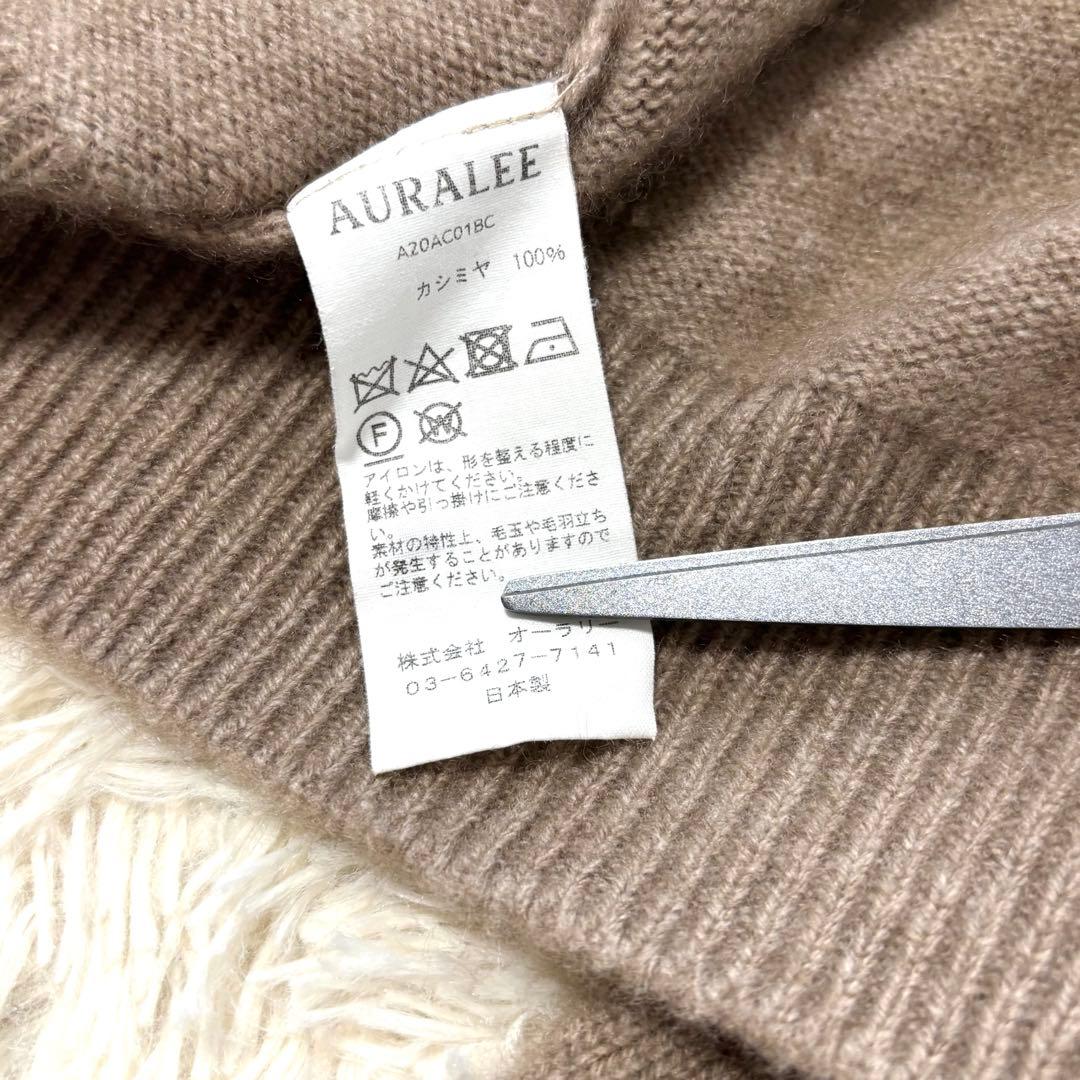 AURALEE
A20AC01BC
カシミヤ 100%
F
W
アイロンは、形を整える程度に
軽くかけてください。
摩擦や引っ掛けにご注意くださ
い。
素材の特性上、毛玉や毛羽立ち
が発生することがありますので
ご注意ください。
株式会社 オーラリー
03-6427-7141
日本製